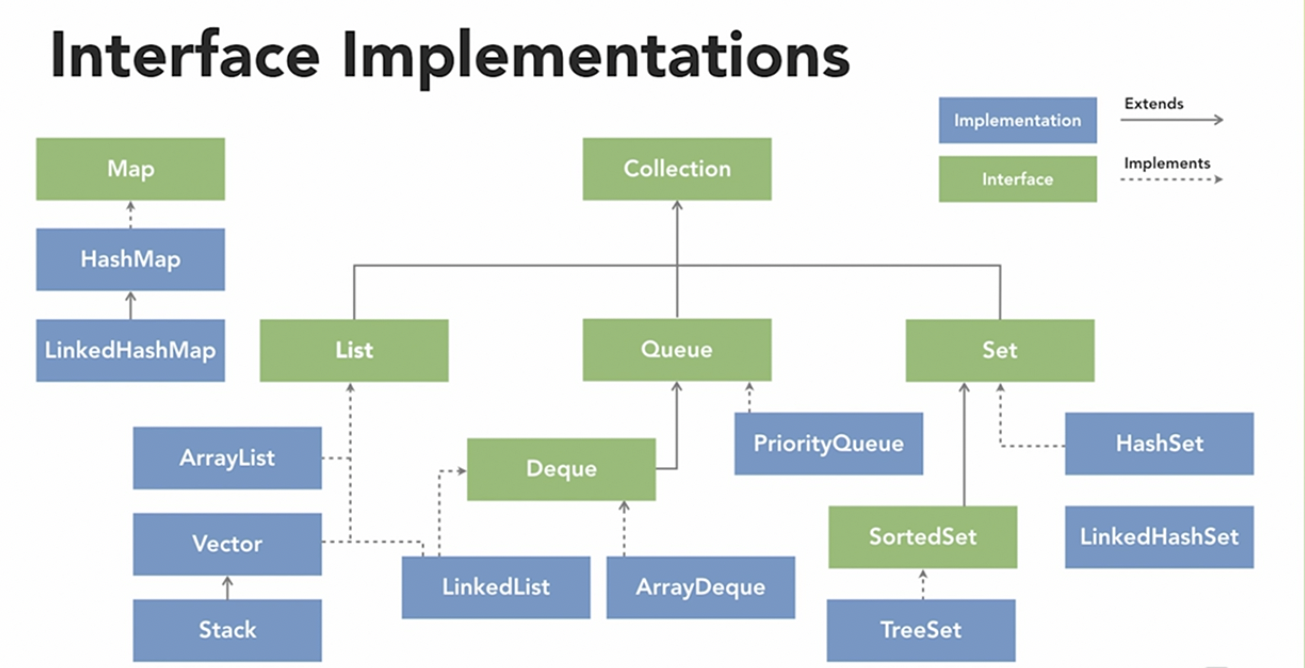 Interface Implementations
Implementation
Extends
Interface
Implements
Map
Collection
HashMap
LinkedHashMap
List
Queue
Set
ArrayList
Deque
PriorityQueue
HashSet
Vector
SortedSet
LinkedHashSet
LinkedList
ArrayDeque
Stack
TreeSet